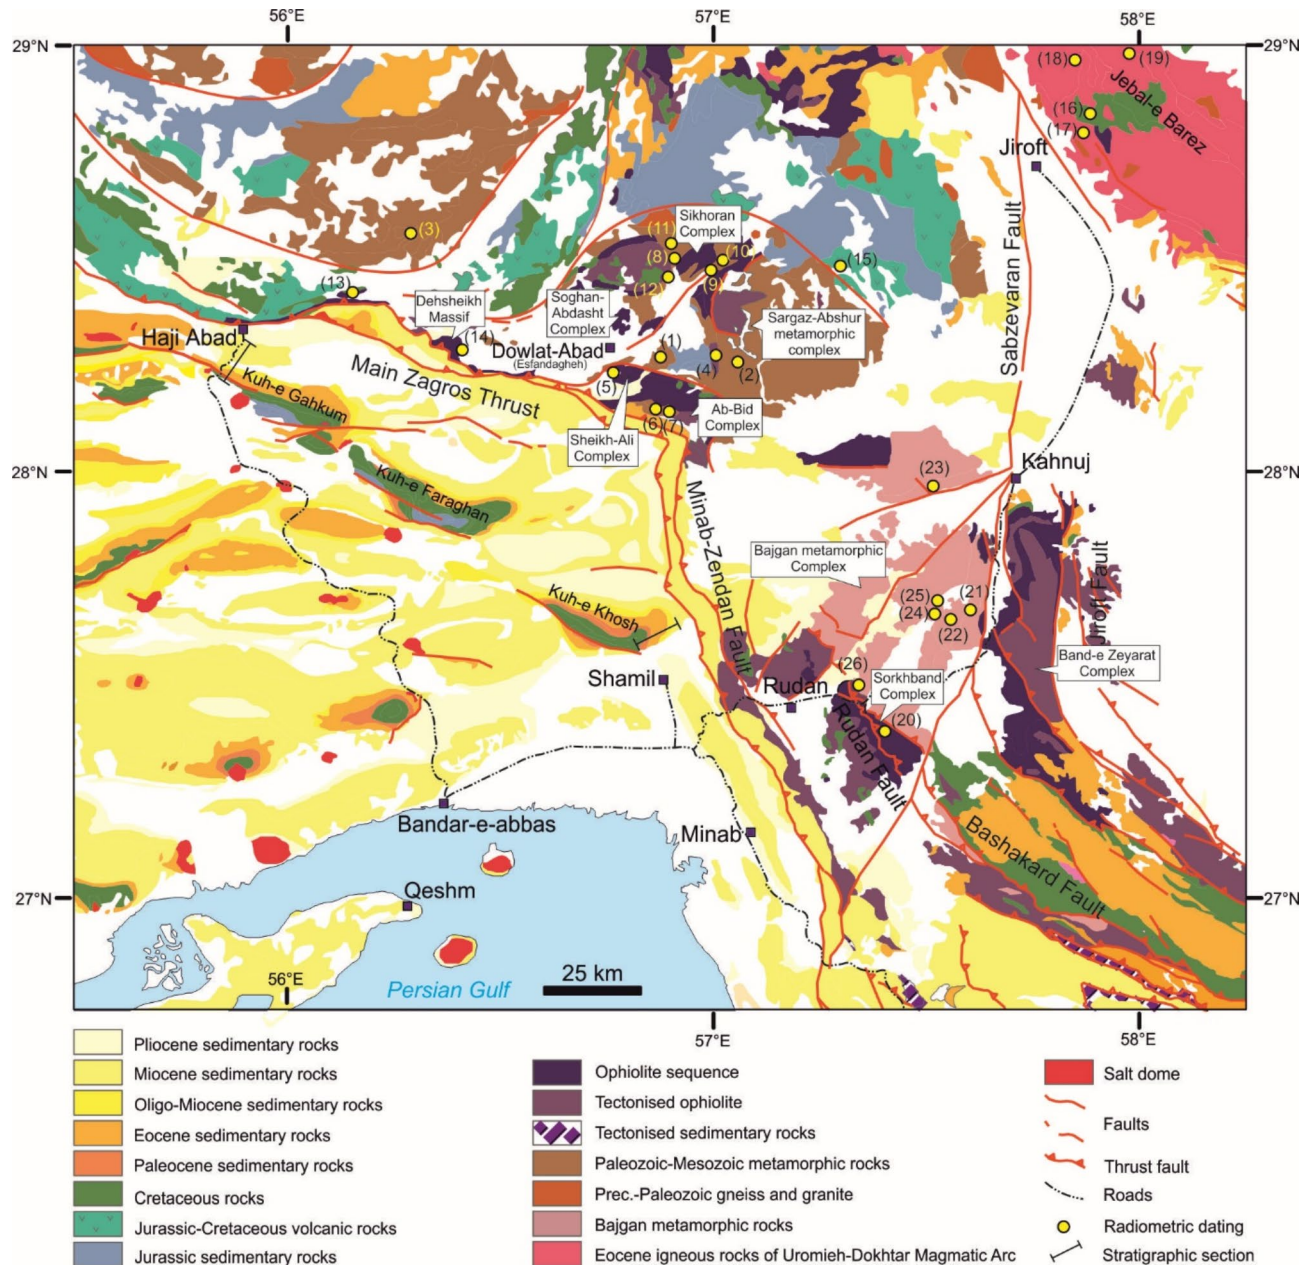 56°E
57°E
58°E
29°N
29°N
(18)
(19)
Jebal-e Barez
(16)
(17)
Jiroft
(3)
Sikhoran
Complex
(11)
(8)
(10)
(9)
(12)
(15)
Sabzevaran Fault
(13)
Dehsheikh
Massif
Soghan-
Abdasht
Complex
Sargaz-Abshur
metamorphic
complex
Haji Abad
(14)
Dowlat-Abad
(Esfandagheh)
(1)
(4)
(2)
Main Zagros Thrust
(5)
Kuh-e Gahkum
(6)
(7)
Ab-Bid
Complex
Sheikh-Ali
Complex
28°N
28°N
Kahnuj
(23)
Kuh-e Faraghan
Minab-Zendan Fault
Bajgan metamorphic
Complex
Kuh-e Khosh
(25)
(24)
(21)
(22)
Jiroft Fault
Band-e Zeyarat
Complex
(26)
Sorkhband
Complex
Shamil
Rudan
(20)
Rudan Fault
Bandar-e-abbas
Minab
Bashakard Fault
27°N
27°N
Qeshm
56°E
25 km
Persian Gulf
57°E
58°E
Pliocene sedimentary rocks
Miocene sedimentary rocks
Oligo-Miocene sedimentary rocks
Eocene sedimentary rocks
Paleocene sedimentary rocks
Cretaceous rocks
Jurassic-Cretaceous volcanic rocks
Jurassic sedimentary rocks
Ophiolite sequence
Tectonised ophiolite
Tectonised sedimentary rocks
Paleozoic-Mesozoic metamorphic rocks
Prec.-Paleozoic gneiss and granite
Bajgan metamorphic rocks
Eocene igneous rocks of Uromieh-Dokhtar Magmatic Arc
Salt dome
Faults
Thrust fault
Roads
Radiometric dating
Stratigraphic section